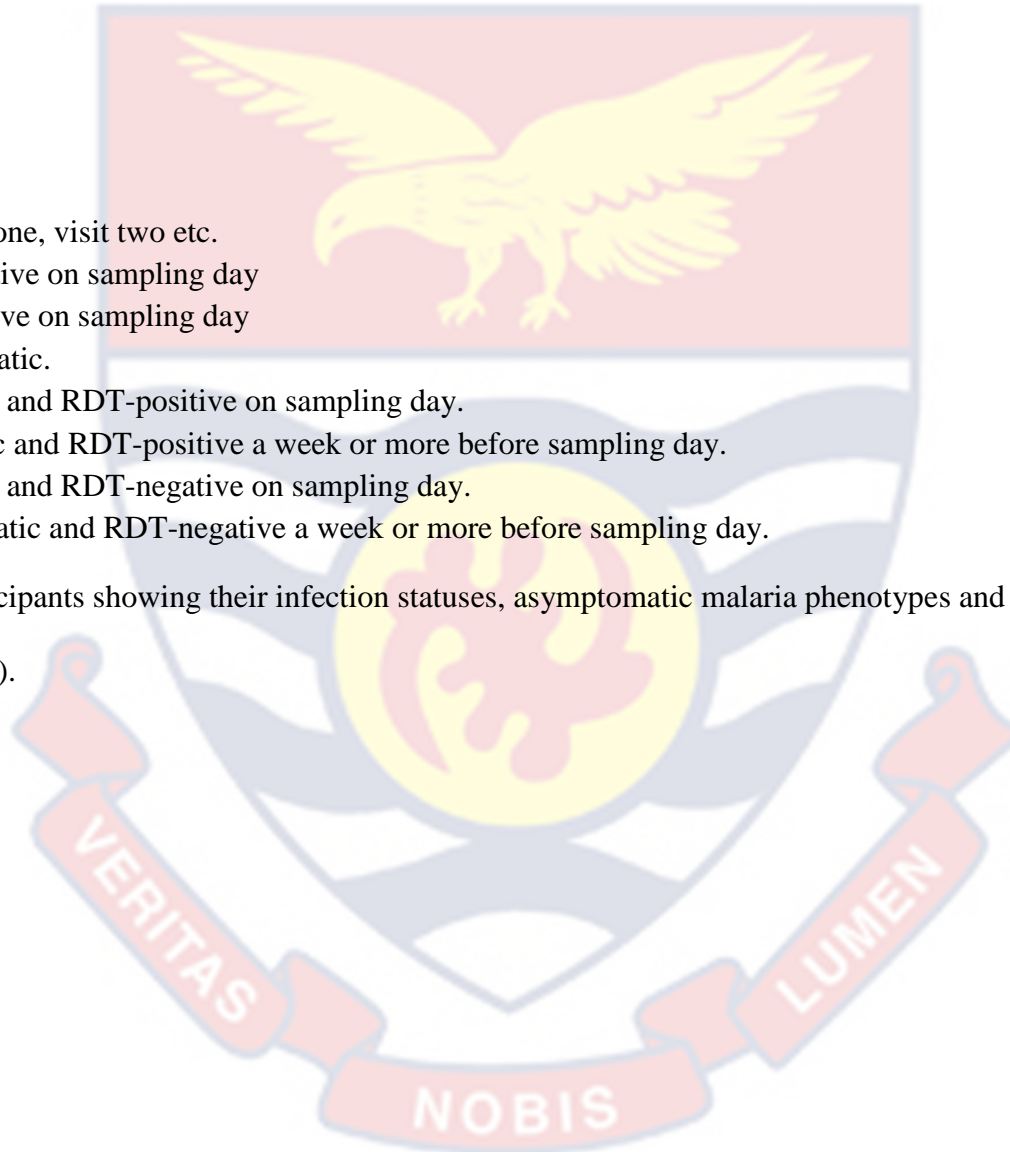 one, visit two etc.
ive on sampling day
ve on sampling day
atic.
and RDT-positive on sampling day.
c and RDT-positive a week or more before sampling day.
and RDT-negative on sampling day.
atic and RDT-negative a week or more before sampling day.
cipants showing their infection statuses, asymptomatic malaria phenotypes and
).
VERITAS
NOBIS
LUMEN